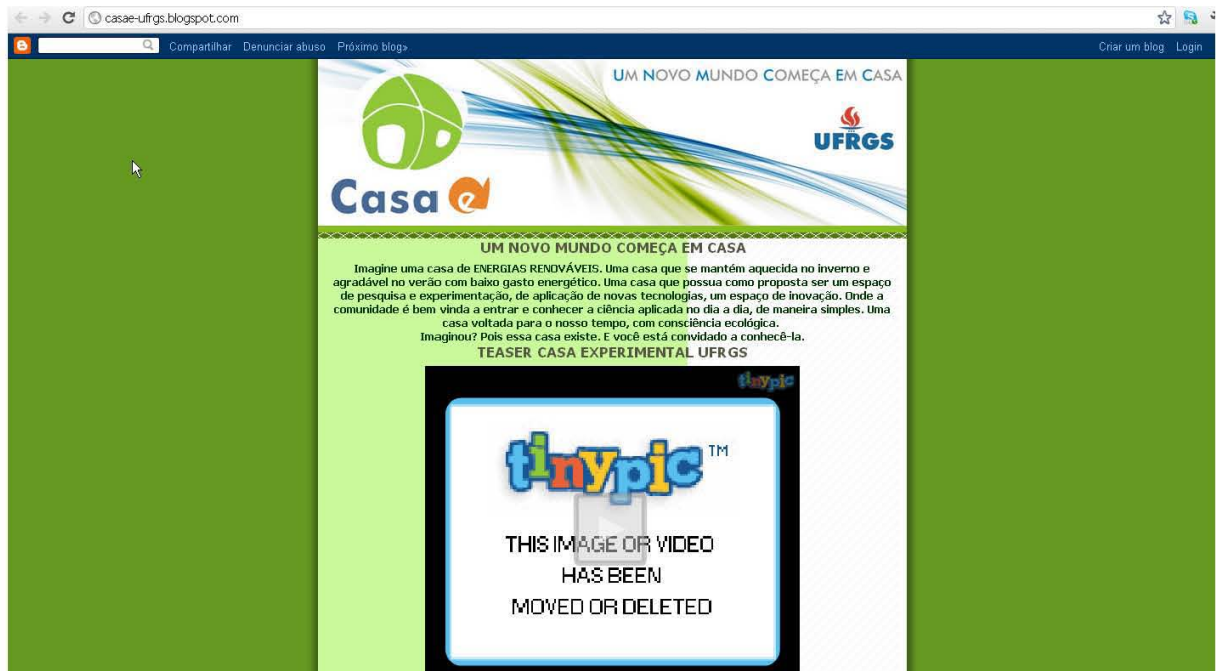 casae-ufrgs.blogspot.com
Compartilhar Denunciar abuso Próximo blog» Criar um blog Login
UM NOVO MUNDO COMEÇA EM CASA
UFRGS
Casa e
UM NOVO MUNDO COMEÇA EM CASA
Imagine uma casa de ENERGIAS RENOVÁVEIS. Uma casa que se mantém aquecida no inverno e
agradável no verão com baixo gasto energético. Uma casa que possua como proposta ser um espaço
de pesquisa e experimentação, de aplicação de novas tecnologias, um espaço de inovação. Onde a
comunidade é bem vinda a entrar e conhecer a ciência aplicada no dia a dia, de maneira simples. Uma
casa voltada para o nosso tempo, com consciência ecológica.
Imaginou? Pois essa casa existe. E você está convidado a conhecê-la.
TEASER CASA EXPERIMENTAL UFRGS
tinypic
tinypic™
THIS IMAGE OR VIDEO
HAS BEEN
MOVED OR DELETED